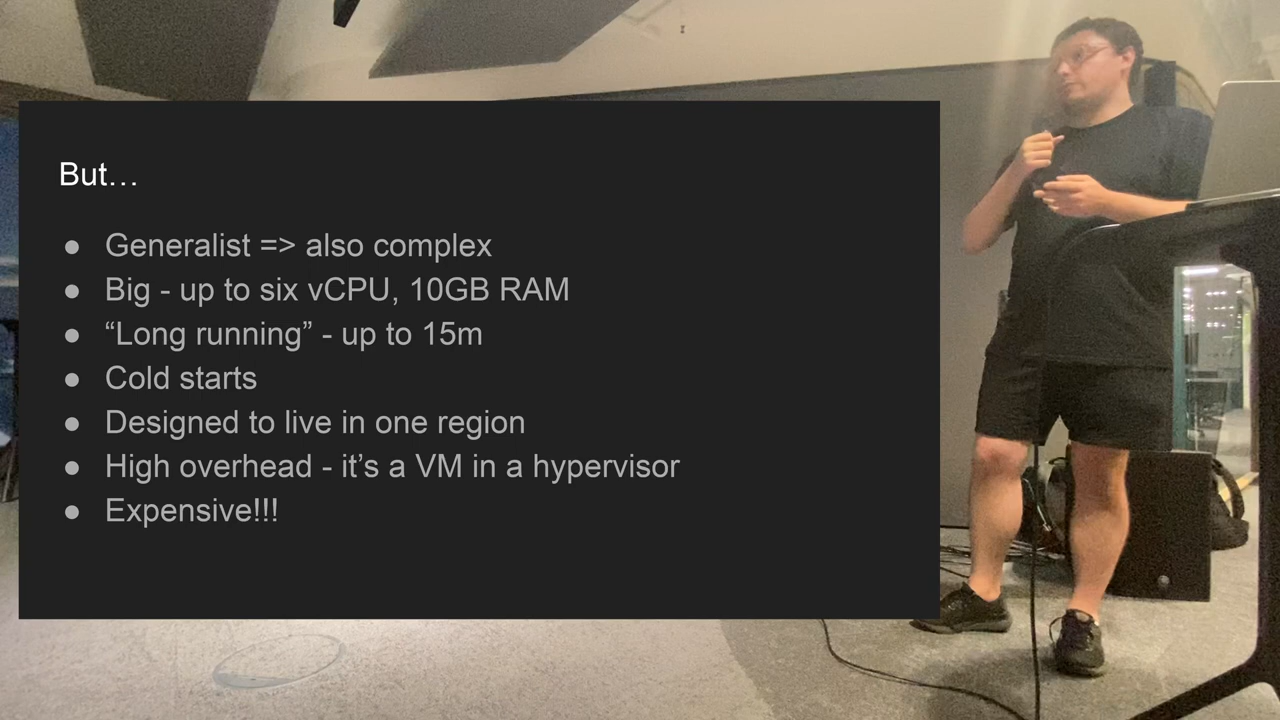 But…
● Generalist => also complex
● Big - up to six vCPU, 10GB RAM
● “Long running” - up to 15m
● Cold starts
● Designed to live in one region
● High overhead - it’s a VM in a hypervisor
● Expensive!!!